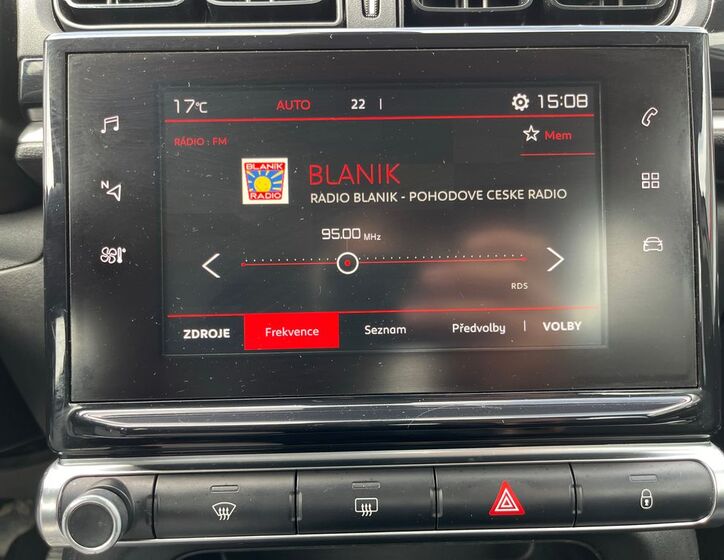 17°C AUTO 22 15:08
RÁDIO : FM
Mem
BLANIK
RADIO
BLANIK
RADIO BLANIK - POHODOVE CESKE RADIO
95.00 MHz
N
RDS
ZDROJE Frekvence Seznam Předvolby VOLBY